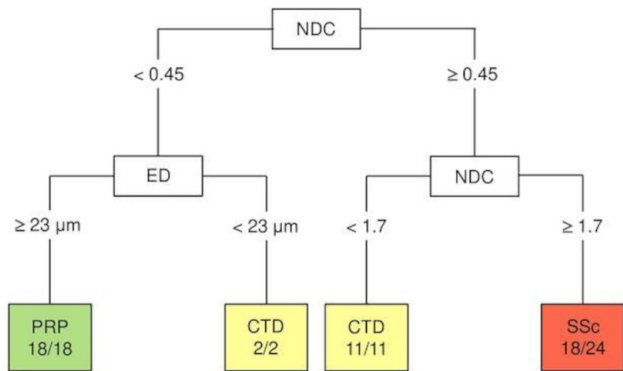 NDC
< 0.45
≥ 0.45
ED
NDC
≥ 23 µm
< 23 µm
< 1.7
≥ 1.7
PRP
18/18
CTD
2/2
CTD
11/11
SSc
18/24